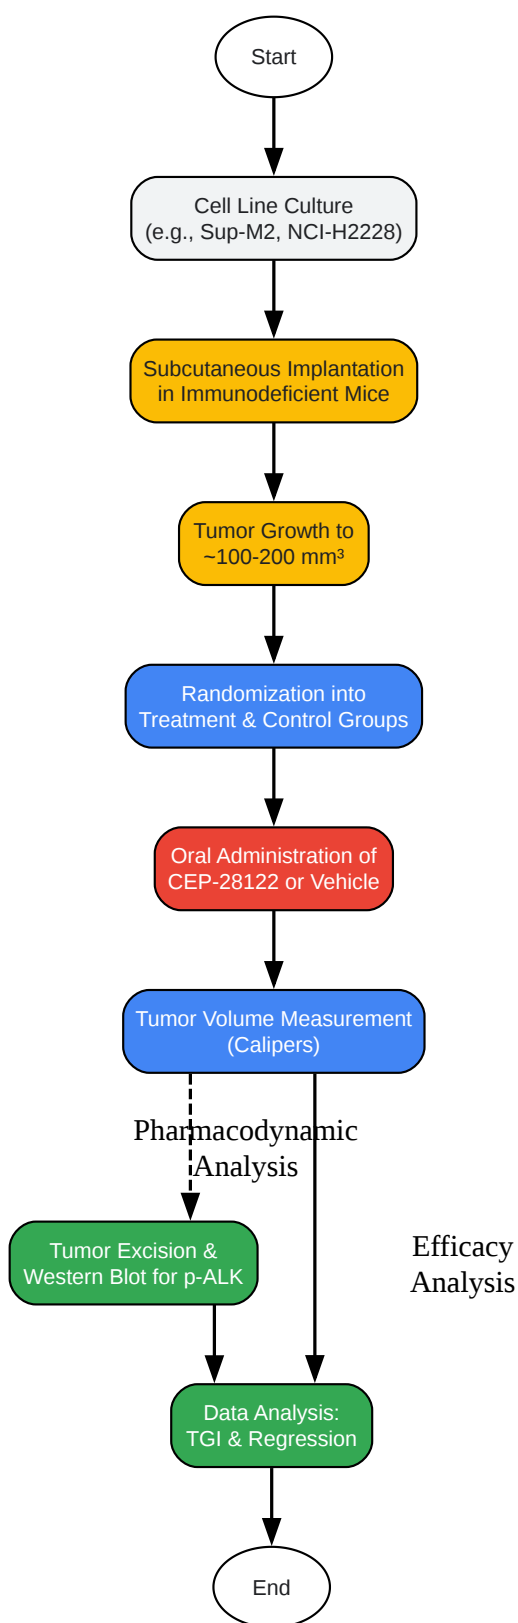 Start
Cell Line Culture
(e.g., Sup-M2, NCI-H2228)
Subcutaneous Implantation
in Immunodeficient Mice
Tumor Growth to
~100-200 mm³
Randomization into
Treatment & Control Groups
Oral Administration of
CEP-28122 or Vehicle
Tumor Volume Measurement
(Calipers)
Pharmacodynamic
Analysis
Efficacy
Analysis
Tumor Excision &
Western Blot for p-ALK
Data Analysis:
TGI & Regression
End